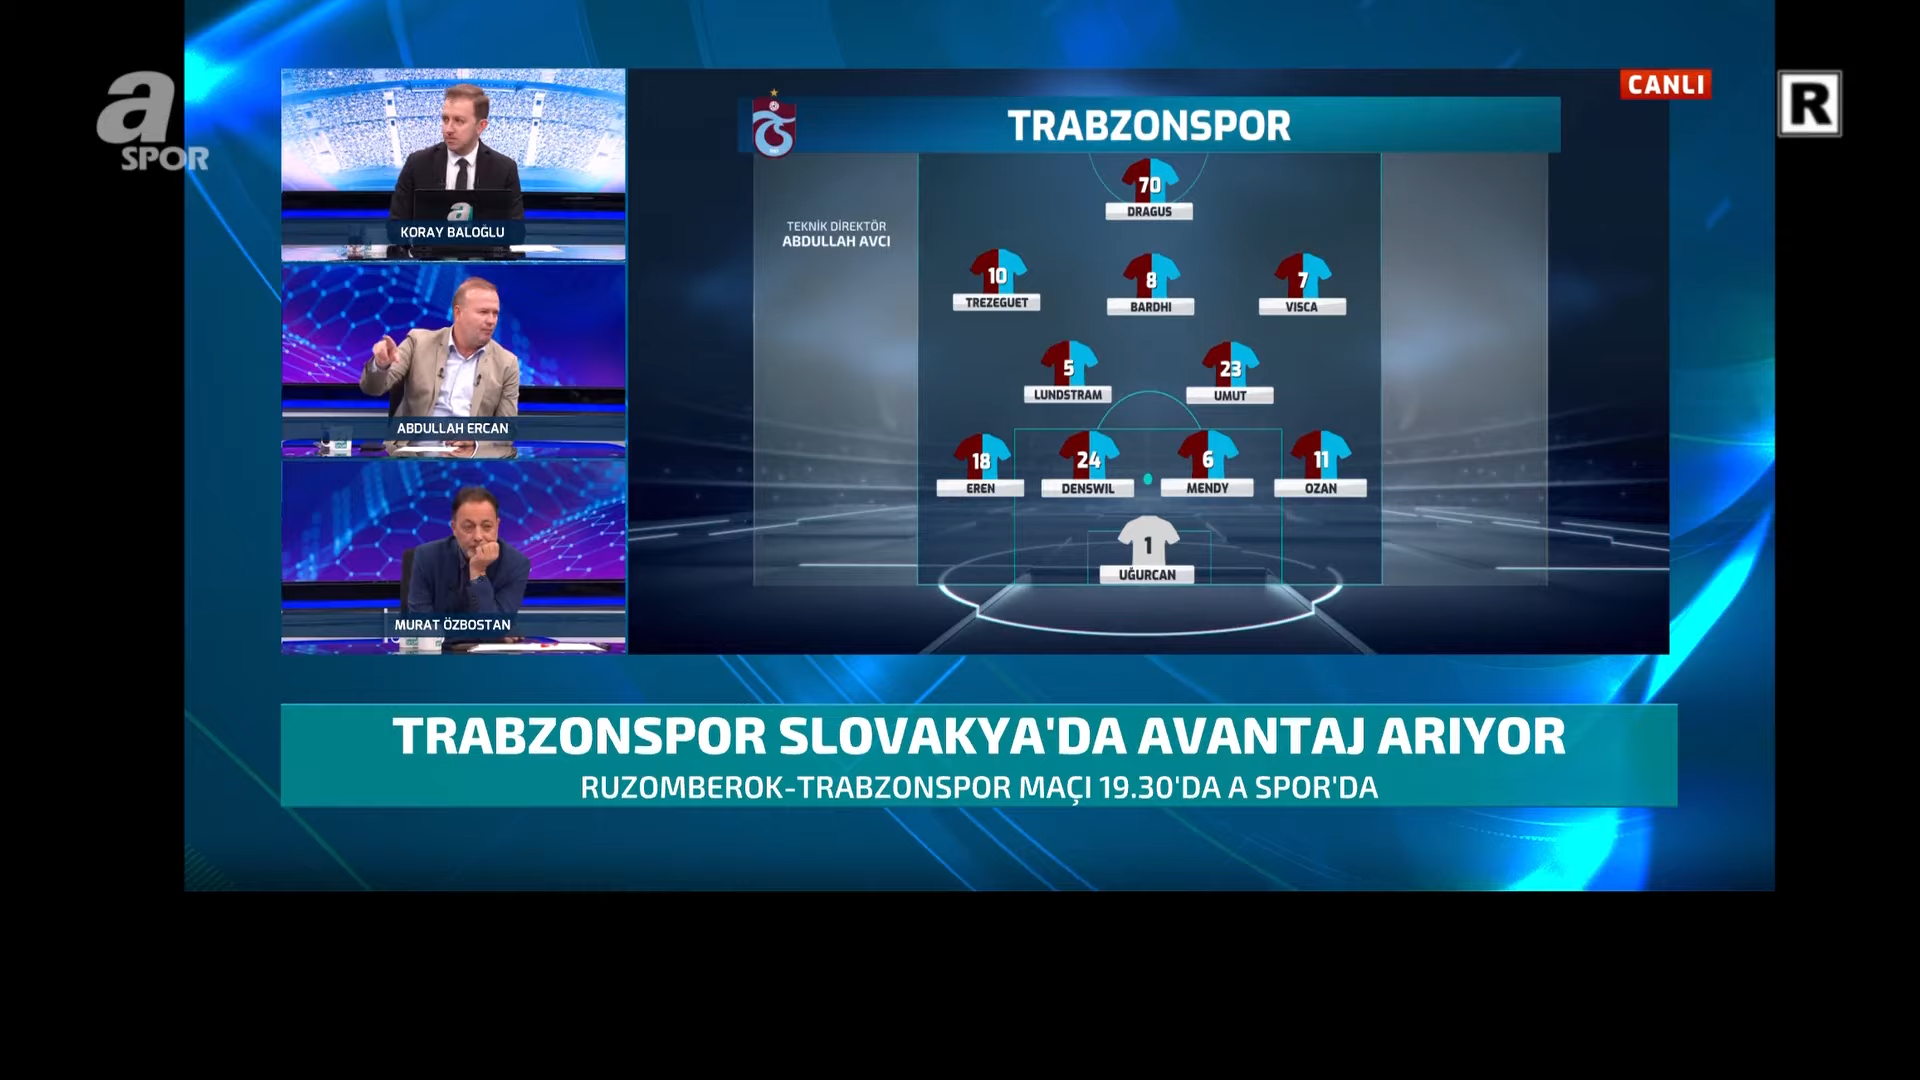 a
SPOR
CANLI
R
TRABZONSPOR
TEKNİK DİREKTÖR
ABDULLAH AVCI
70
DRAGUS
10
TREZEGUET
8
BARDHI
7
VISCA
5
LUNDSTRAM
23
UMUT
18
EREN
24
DENSWIL
6
MENDY
11
OZAN
1
UĞURCAN
a
KORAY BALOĞLU
ABDULLAH ERCAN
MURAT ÖZBOSTAN
TRABZONSPOR SLOVAKYA'DA AVANTAJ ARIYOR
RUZOMBEROK-TRABZONSPOR MAÇI 19.30'DA A SPOR'DA